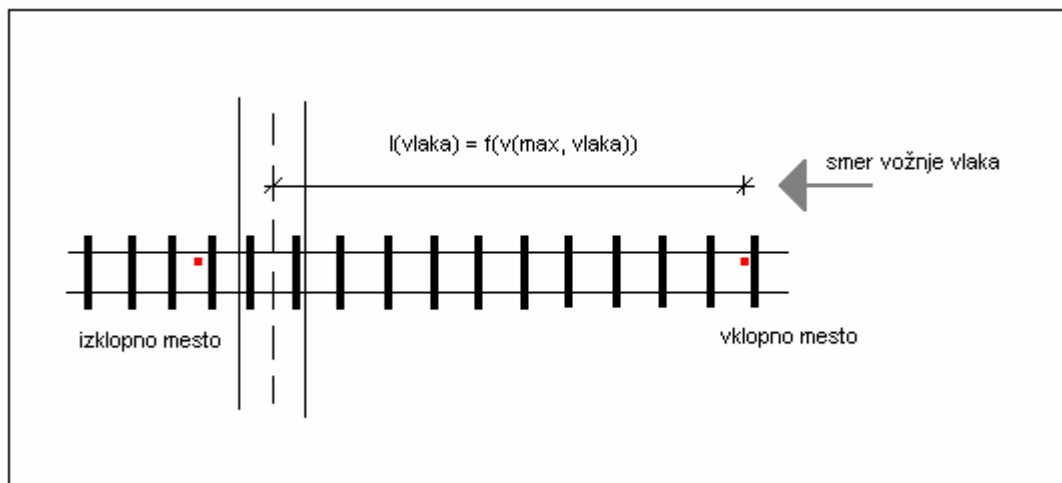 l(vlaka) = f(v(max, vlaka))
smer vožnje vlaka
izklopno mesto
vklopno mesto